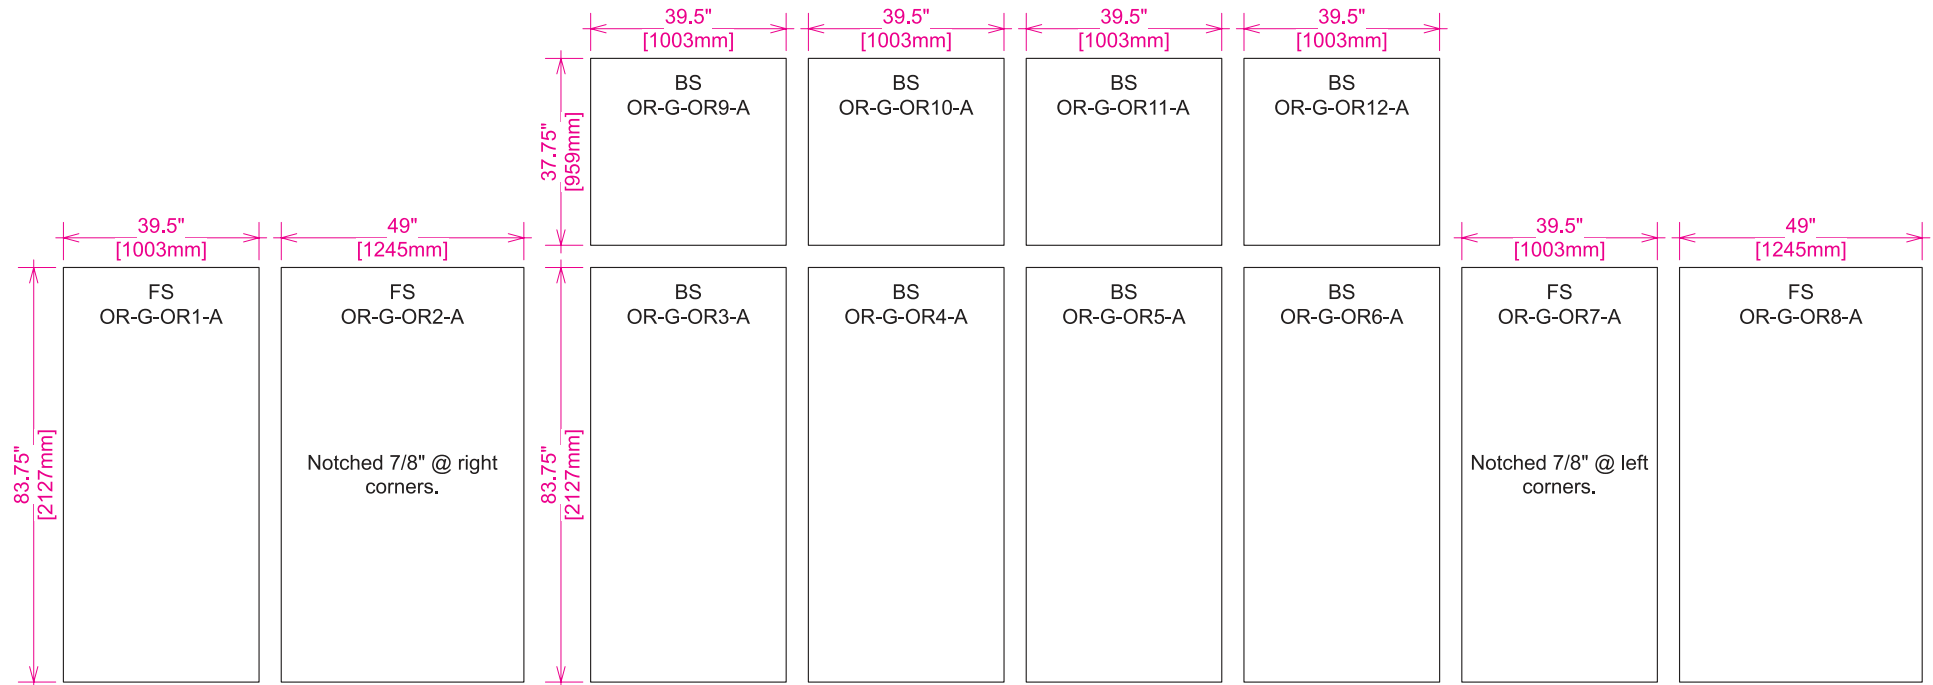 39.5"
[1003mm]
39.5"
[1003mm]
39.5"
[1003mm]
39.5"
[1003mm]
37.75"
[959mm]
BS
OR-G-OR9-A
BS
OR-G-OR10-A
BS
OR-G-OR11-A
BS
OR-G-OR12-A
39.5"
[1003mm]
49"
[1245mm]
39.5"
[1003mm]
49"
[1245mm]
83.75"
[2127mm]
FS
OR-G-OR1-A
FS
OR-G-OR2-A
Notched 7/8" @ right
corners.
83.75"
[2127mm]
BS
OR-G-OR3-A
BS
OR-G-OR4-A
BS
OR-G-OR5-A
BS
OR-G-OR6-A
FS
OR-G-OR7-A
Notched 7/8" @ left
corners.
FS
OR-G-OR8-A